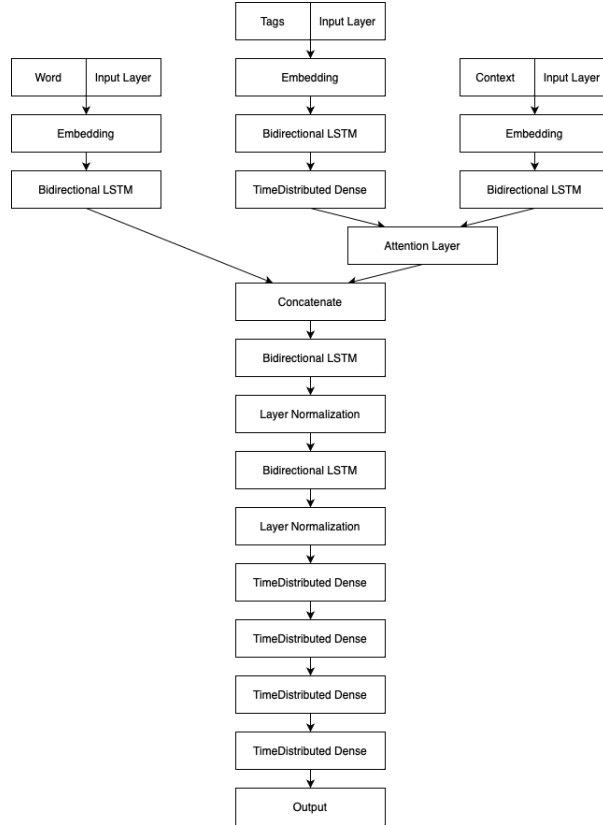 Tags Input Layer
Word Input Layer
Embedding
Context Input Layer
Embedding
Bidirectional LSTM
Embedding
Bidirectional LSTM
TimeDistributed Dense
Bidirectional LSTM
Attention Layer
Concatenate
Bidirectional LSTM
Layer Normalization
Bidirectional LSTM
Layer Normalization
TimeDistributed Dense
TimeDistributed Dense
TimeDistributed Dense
TimeDistributed Dense
Output